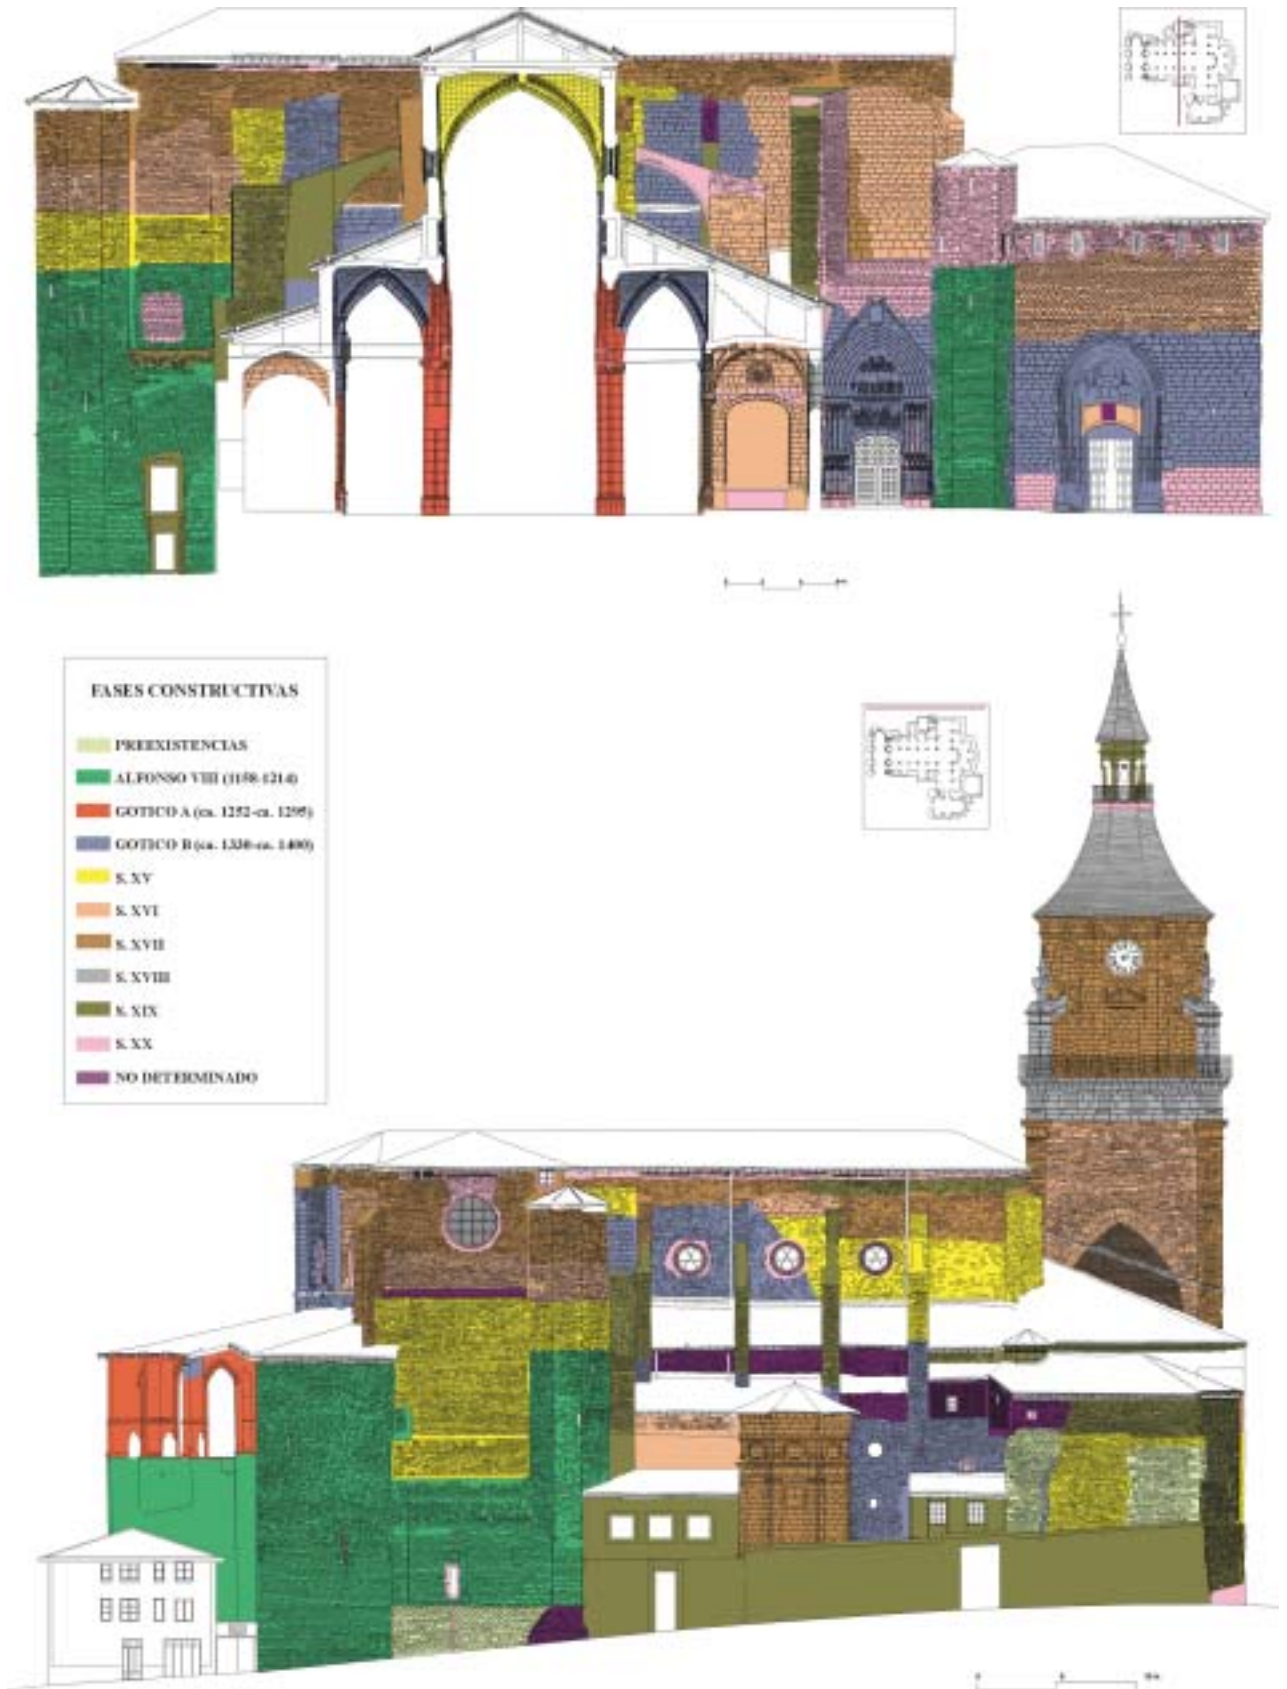 FASES CONSTRUCTIVAS
PREEXISTENCIAS
ALFONSO VIII (1158-1214)
GOTICO A (ca. 1252-ca. 1295)
GOTICO B (ca. 1330-ca. 1400)
S. XV
S. XVI
S. XVII
S. XVIII
S. XIX
S. XX
NO DETERMINADO